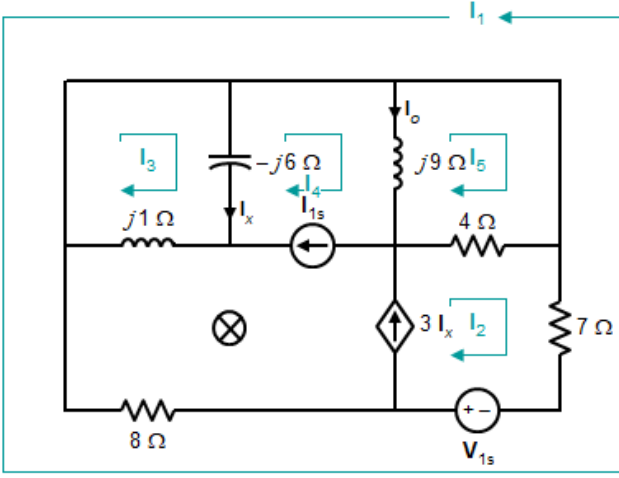 I₁
Iₒ
I₃
−j6 Ω
I₄
j9 Ω
I₅
j1 Ω
Iₓ
I₁ₛ
4 Ω
3 Iₓ
I₂
7 Ω
8 Ω
+ −
V₁ₛ